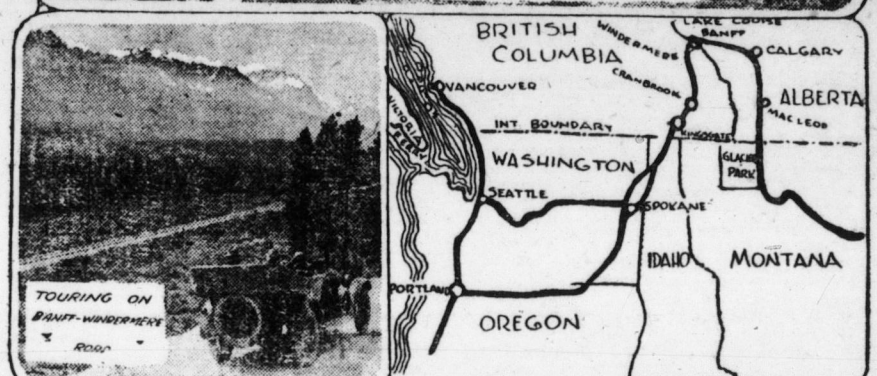 TOURING ON
BANFF-WINDERMERE
ROAD
BRITISH
COLUMBIA
WINDERMERE
LAKE LOUISE
BANFF
CALGARY
CRANBROOK
VANCOUVER
ALBERTA
MACLEOD
VICTORIA
FERRY
INT. BOUNDARY
KINGSGATE
WASHINGTON
GLACIER
PARK
SEATTLE
SPOKANE
IDAHO
MONTANA
PORTLAND
OREGON